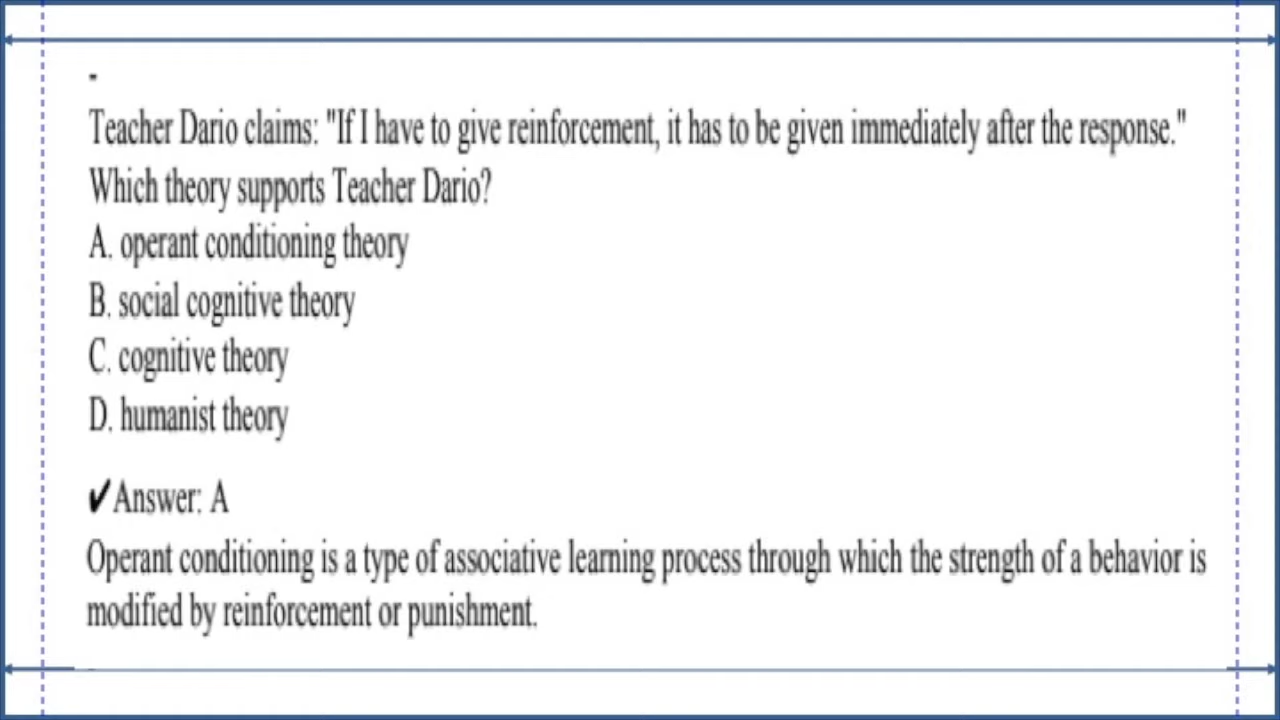 -
Teacher Dario claims: "If I have to give reinforcement, it has to be given immediately after the response."
Which theory supports Teacher Dario?
A. operant conditioning theory
B. social cognitive theory
C. cognitive theory
D. humanist theory
✔Answer: A
Operant conditioning is a type of associative learning process through which the strength of a behavior is
modified by reinforcement or punishment.